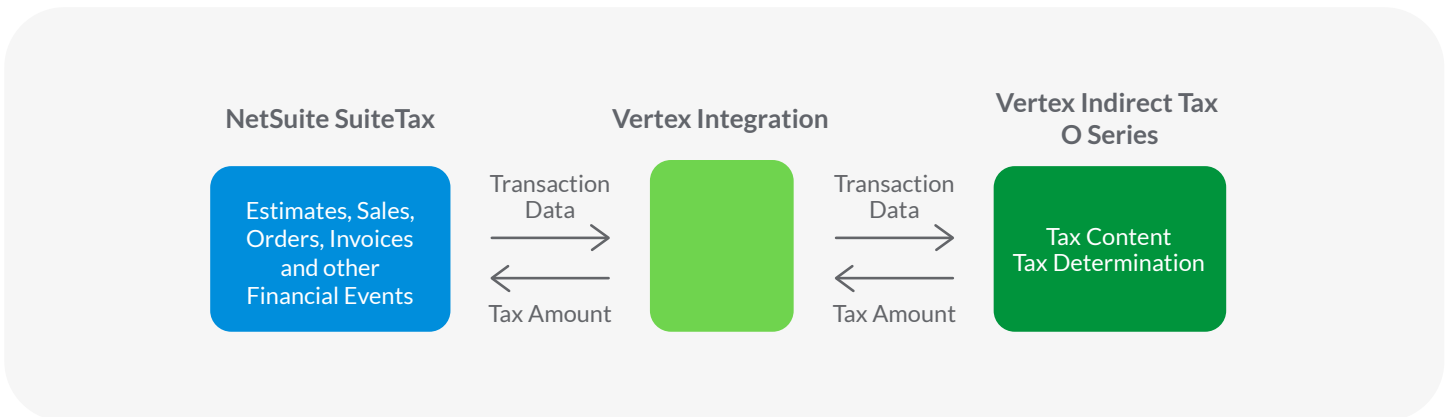 NetSuite SuiteTax
Estimates, Sales,
Orders, Invoices
and other
Financial Events
Transaction
Data
Tax Amount
Vertex Integration
Transaction
Data
Tax Amount
Vertex Indirect Tax
O Series
Tax Content
Tax Determination